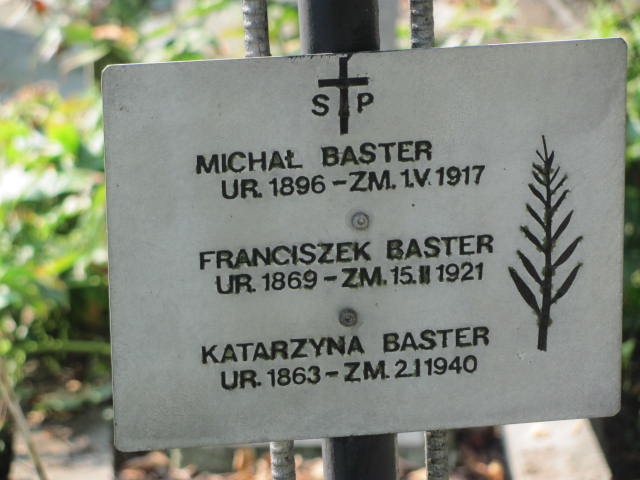 S P
MICHAŁ BASTER
UR. 1896 - ZM. 1.V. 1917
FRANCISZEK BASTER
UR. 1869 - ZM. 15.II 1921
KATARZYNA BASTER
UR. 1863 - ZM. 2.I 1940